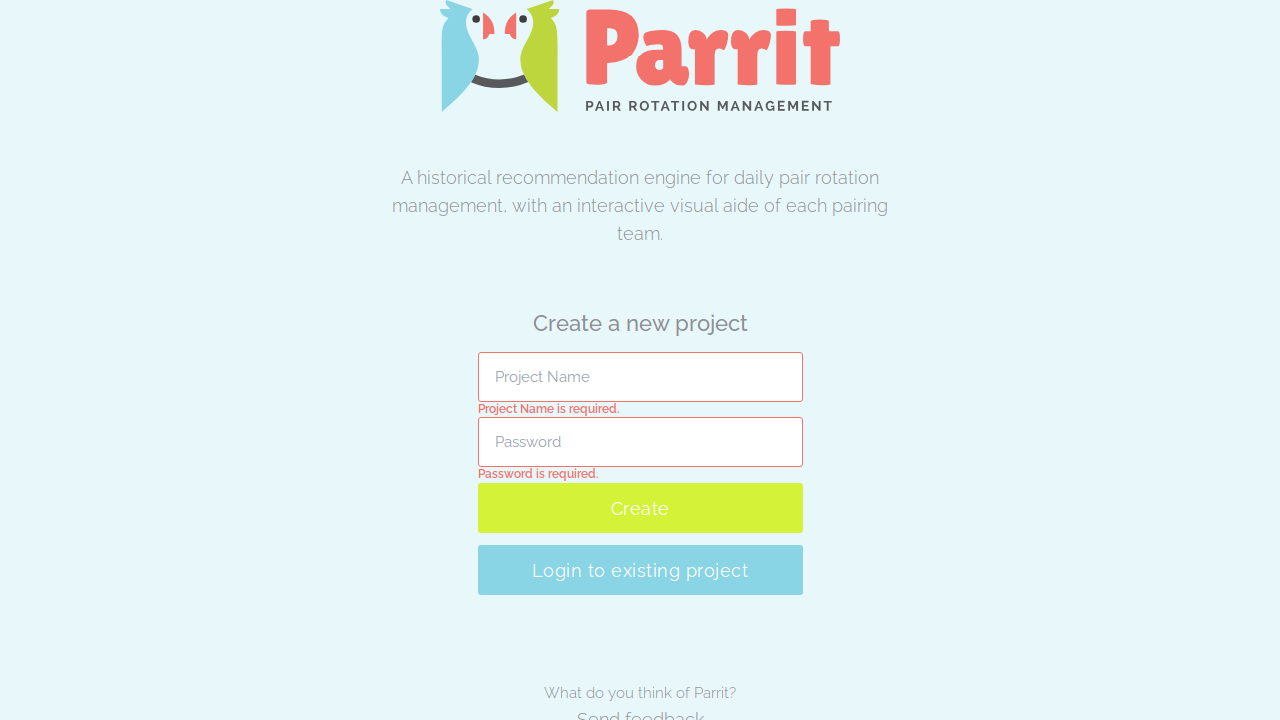 Parrit
PAIR ROTATION MANAGEMENT
A historical recommendation engine for daily pair rotation
management, with an interactive visual aide of each pairing
team.
Create a new project
Project Name
Project Name is required.
Password
Password is required.
Create
Login to existing project
What do you think of Parrit?
Send feedback